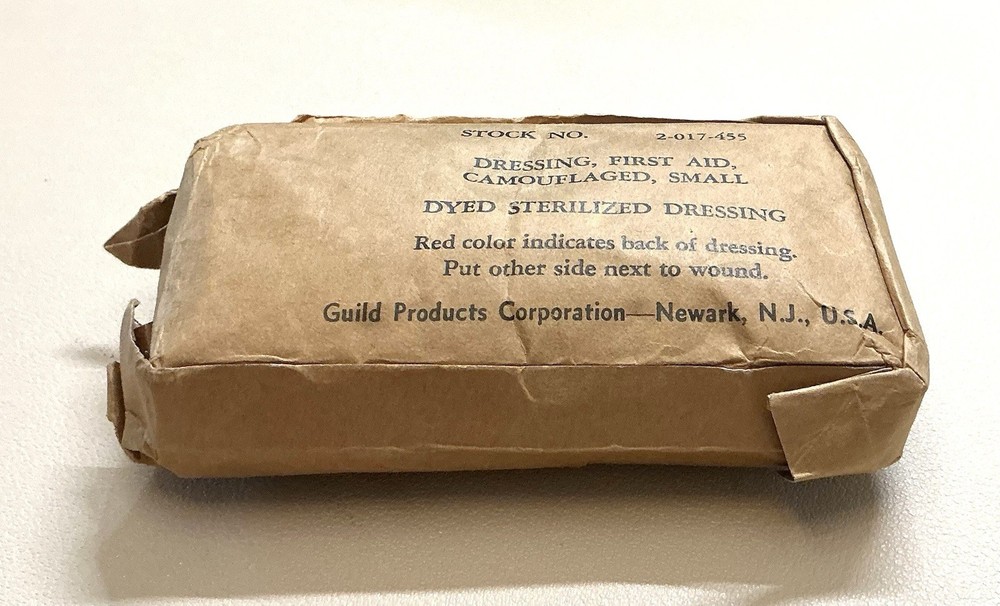 STOCK NO. 2-017-455
DRESSING, FIRST AID,
CAMOUFLAGED, SMALL
DYED STERILIZED DRESSING
Red color indicates back of dressing.
Put other side next to wound.
Guild Products Corporation—Newark, N.J., U.S.A.